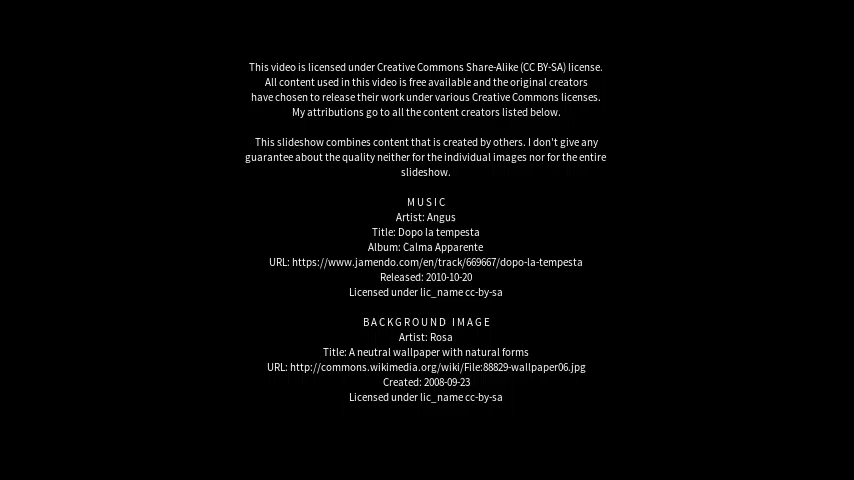 This video is licensed under Creative Commons Share-Alike (CC BY-SA) license.
All content used in this video is free available and the original creators
have chosen to release their work under various Creative Commons licenses.
My attributions go to all the content creators listed below.
This slideshow combines content that is created by others. I don't give any
guarantee about the quality neither for the individual images nor for the entire
slideshow.
MUSIC
Artist: Angus
Title: Dopo la tempesta
Album: Calma Apparente
URL: https://www.jamendo.com/en/track/669667/dopo-la-tempesta
Released: 2010-10-20
Licensed under lic_name cc-by-sa
BACKGROUND IMAGE
Artist: Rosa
Title: A neutral wallpaper with natural forms
URL: http://commons.wikimedia.org/wiki/File:88829-wallpaper06.jpg
Created: 2008-09-23
Licensed under lic_name cc-by-sa